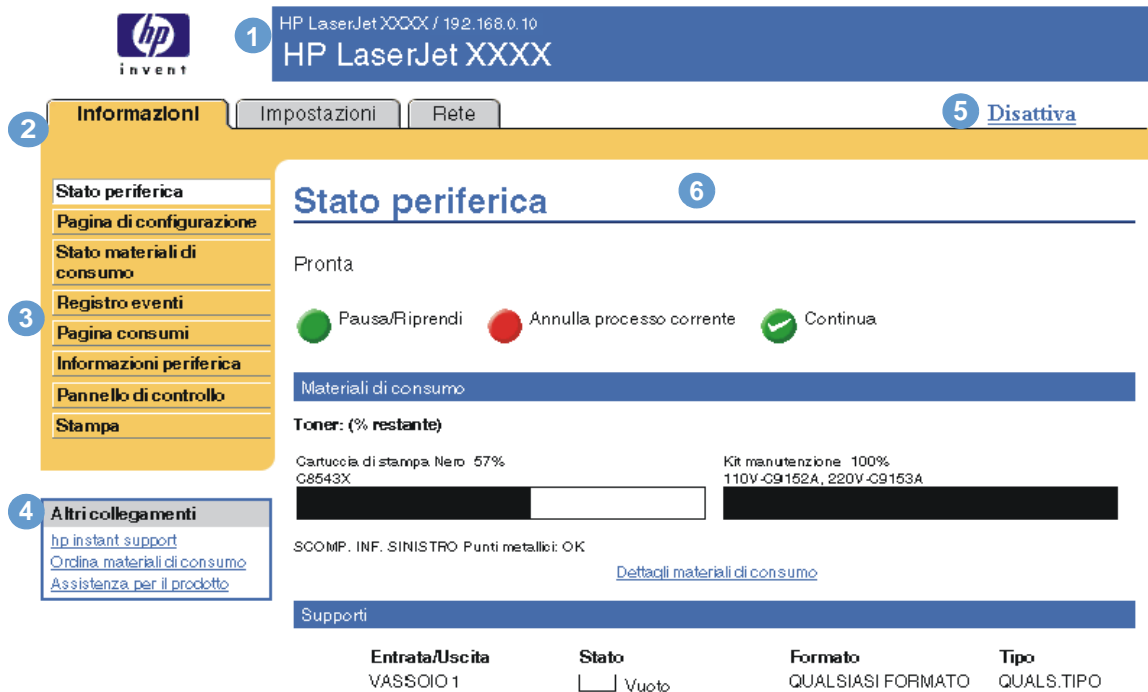 hp
invent
1
HP LaserJet XXXX / 192.168.0.10
HP LaserJet XXXX
2
Informazioni
Impostazioni
Rete
5
Disattiva
3
Stato periferica
Pagina di configurazione
Stato materiali di
consumo
Registro eventi
Pagina consumi
Informazioni periferica
Pannello di controllo
Stampa
4
Altri collegamenti
hp instant support
Ordina materiali di consumo
Assistenza per il prodotto
Stato periferica
6
Pronta
Pausa/Riprendi
Annulla processo corrente
Continua
Materiali di consumo
Toner: (% restante)
Cartuccia di stampa Nero 57%
C8543X
Kit manutenzione 100%
110V-C9152A, 220V-C9153A
SCOMP. INF. SINISTRO Punti metallici: OK
Dettagli materiali di consumo
Supporti
Entrata/Uscita Stato Formato Tipo
VASSOIO 1 Vuoto QUALSIASI FORMATO QUALS.TIPO